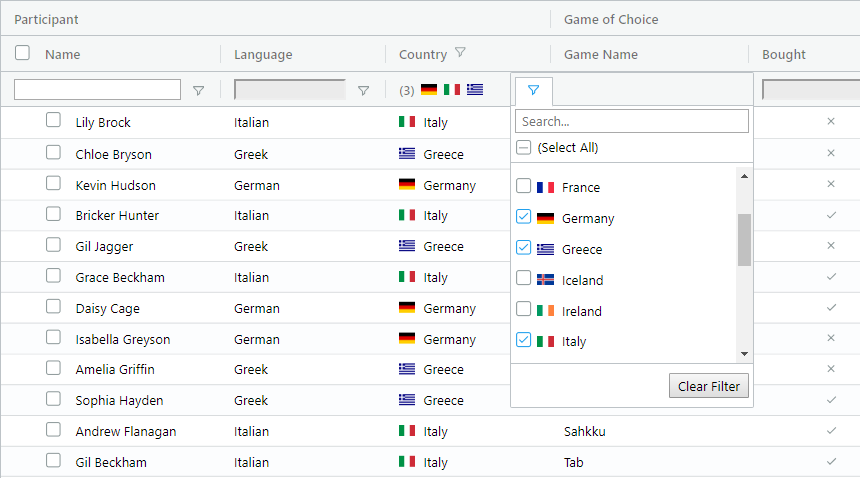 Participant Game of Choice
Name Language Country Game Name Bought
(3)
Search...
(Select All)
France
Germany
Greece
Iceland
Ireland
Italy
Clear Filter
Lily Brock Italian Italy
Chloe Bryson Greek Greece
Kevin Hudson German Germany
Bricker Hunter Italian Italy
Gil Jagger Greek Greece
Grace Beckham Italian Italy
Daisy Cage German Germany
Isabella Greyson German Germany
Amelia Griffin Greek Greece
Sophia Hayden Greek Greece
Andrew Flanagan Italian Italy Sahkku
Gil Beckham Italian Italy Tab